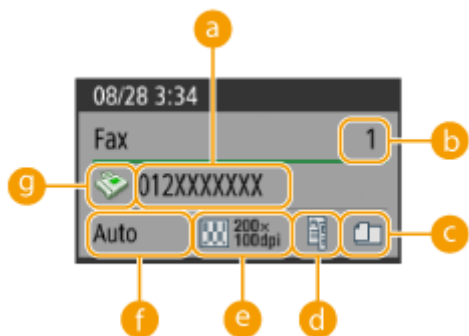 a
08/28 3:34
Fax 1
b
g
012XXXXXXX
Auto 200×
100dpi
c
f
e
d